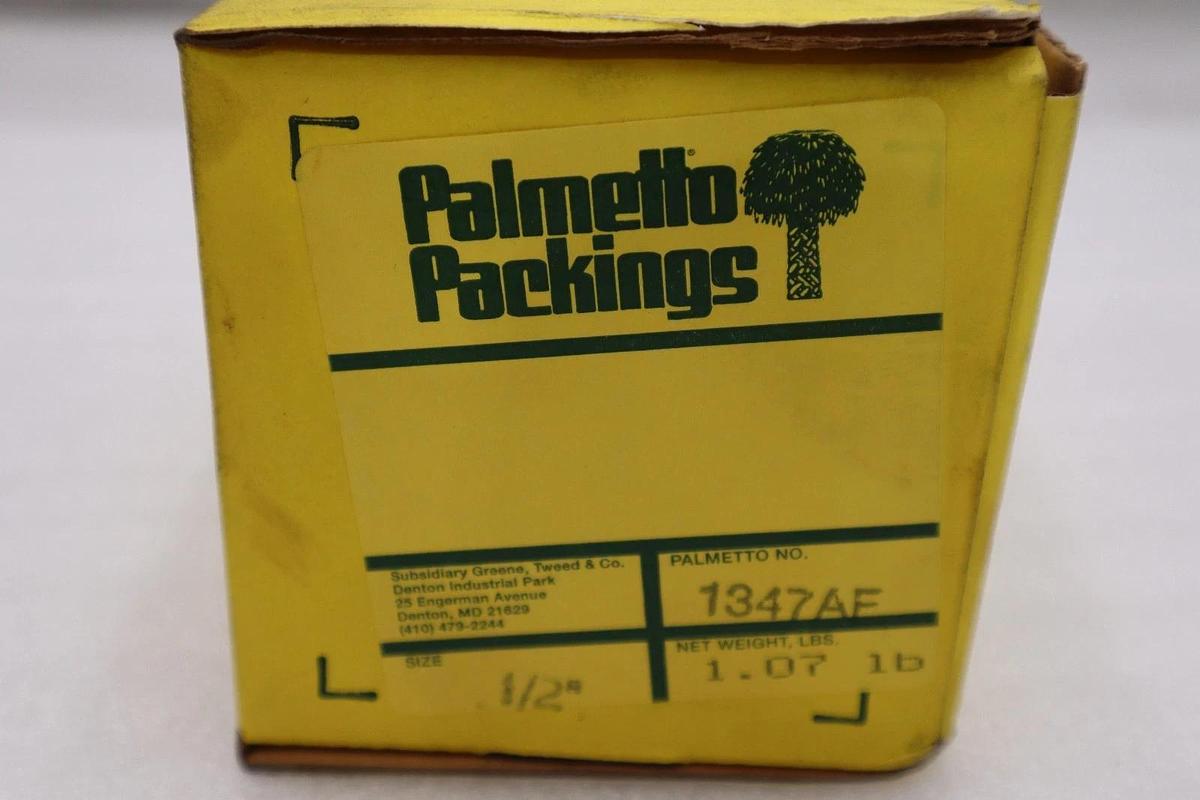 Palmetto®
Packings
Subsidiary Greene, Tweed & Co.
Denton Industrial Park
25 Engerman Avenue
Denton, MD 21629
(410) 479-2244
PALMETTO NO.
1347AF
SIZE
1/2"
NET WEIGHT, LBS.
1.07 lb